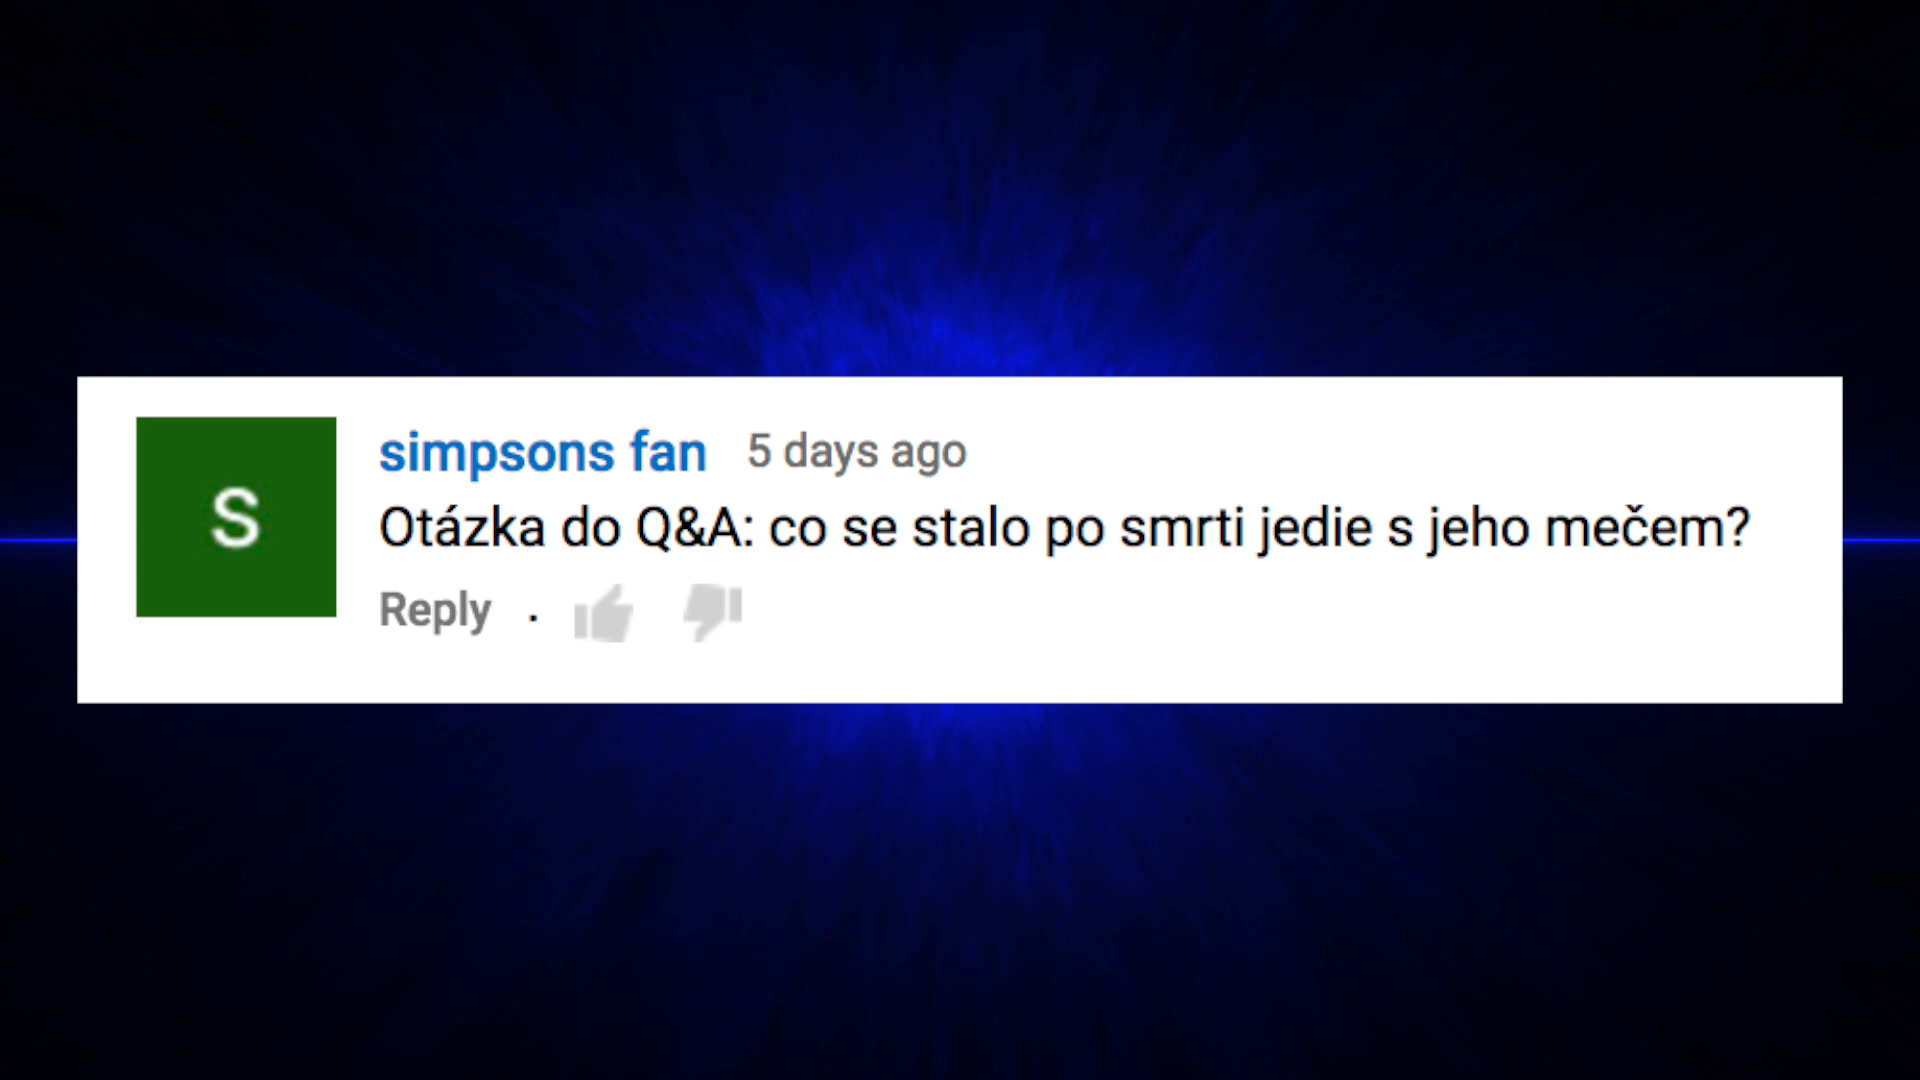 S
simpsons fan 5 days ago
Otázka do Q&A: co se stalo po smrti jedie s jeho mečem?
Reply .